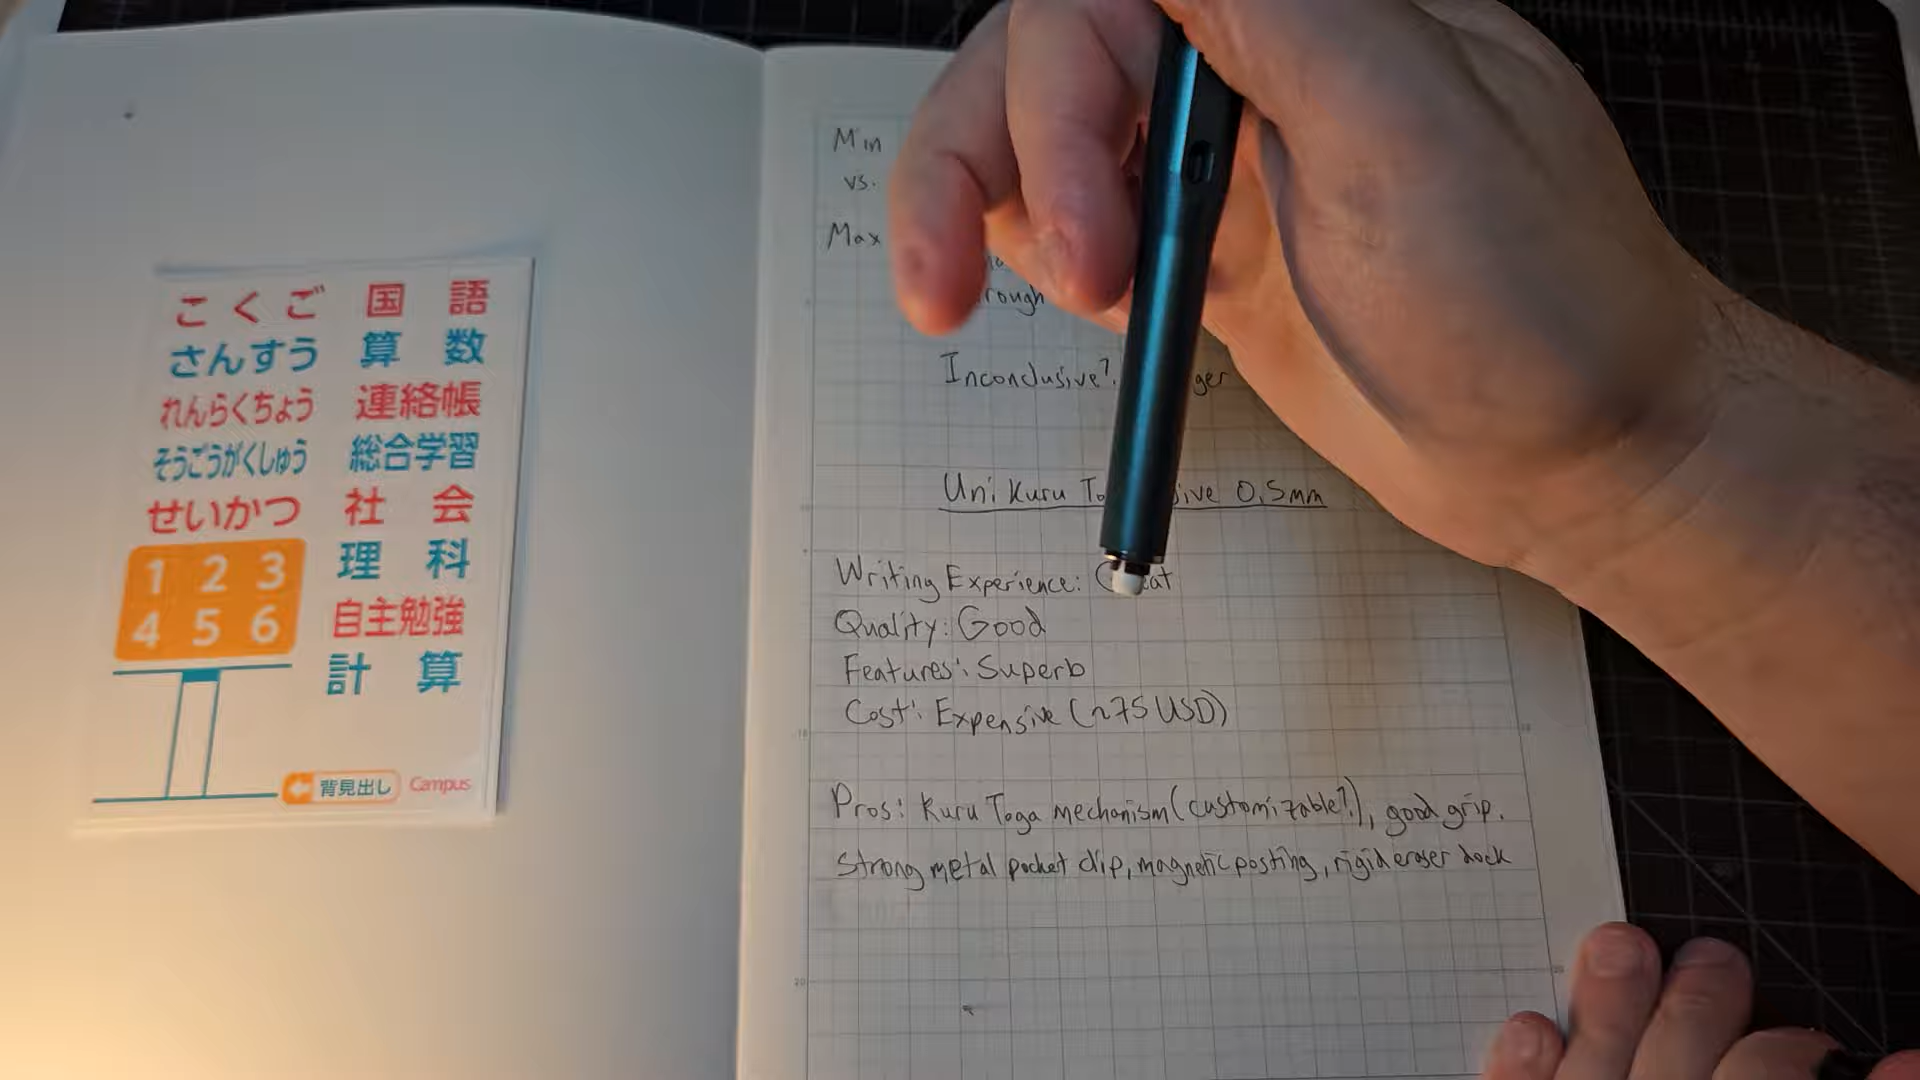 こくご 国語
さんすう 算数
れんらくちょう 連絡帳
そうごうがくしゅう 総合学習
せいかつ 社会
1 2 3 理科
4 5 6 自主勉強
計算
背見出し Campus
Min
vs.
Max
rough
Inconclusive?
Uni Kuru 0.5mm
Writing Experience:
Quality: Good
Features: Superb
Cost: Expensive (~75 USD)
Pros: Kuru Toga mechanism (customizable?), good grip.
Strong metal pocket clip, magnetic posting, rigid eraser dock